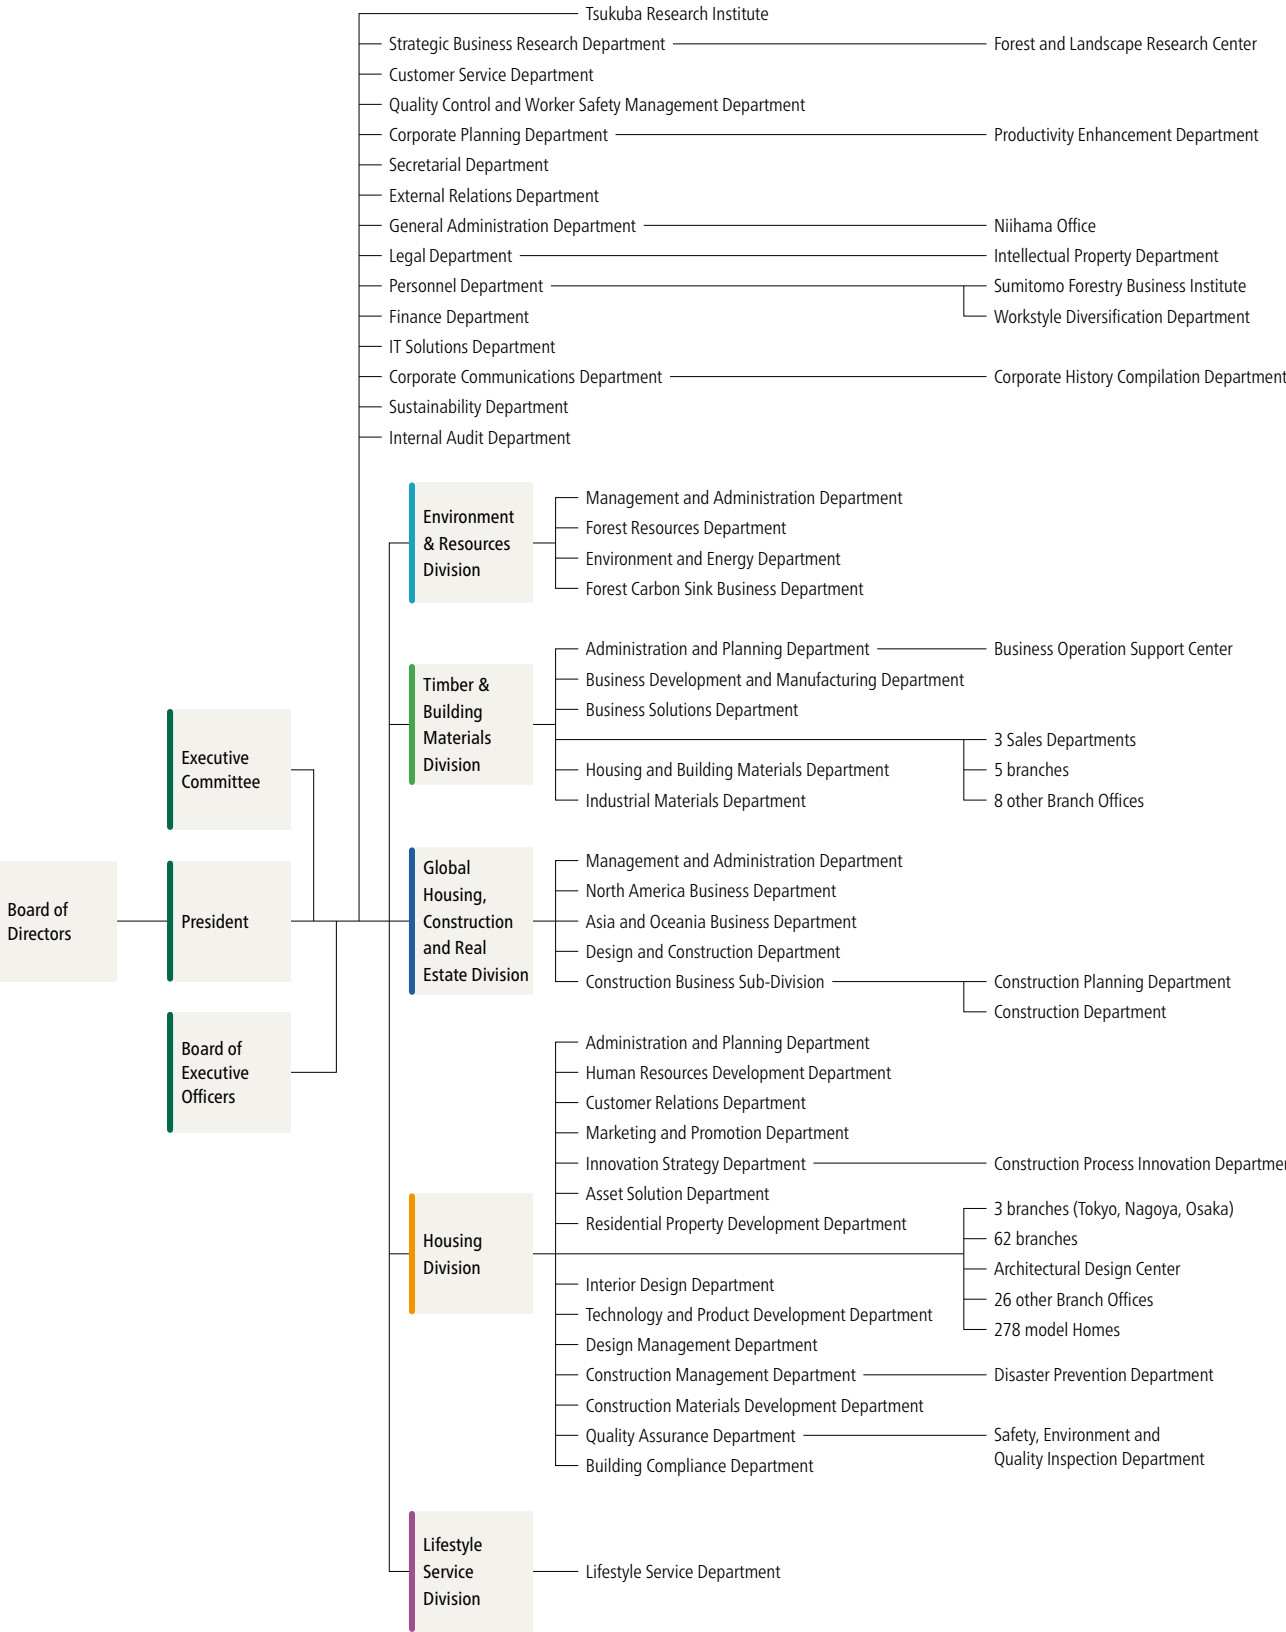 Tsukuba Research Institute
Strategic Business Research Department
Forest and Landscape Research Center
Customer Service Department
Quality Control and Worker Safety Management Department
Corporate Planning Department
Productivity Enhancement Department
Secretarial Department
External Relations Department
General Administration Department
Niihama Office
Legal Department
Intellectual Property Department
Personnel Department
Sumitomo Forestry Business Institute
Finance Department
Workstyle Diversification Department
IT Solutions Department
Corporate Communications Department
Corporate History Compilation Department
Sustainability Department
Internal Audit Department
Environment
& Resources
Division
Management and Administration Department
Forest Resources Department
Environment and Energy Department
Forest Carbon Sink Business Department
Timber &
Building
Materials
Division
Administration and Planning Department
Business Operation Support Center
Business Development and Manufacturing Department
Business Solutions Department
3 Sales Departments
Housing and Building Materials Department
5 branches
Industrial Materials Department
8 other Branch Offices
Executive
Committee
Board of
Directors
President
Board of
Executive
Officers
Global
Housing,
Construction
and Real
Estate Division
Management and Administration Department
North America Business Department
Asia and Oceania Business Department
Design and Construction Department
Construction Business Sub-Division
Construction Planning Department
Construction Department
Housing
Division
Administration and Planning Department
Human Resources Development Department
Customer Relations Department
Marketing and Promotion Department
Innovation Strategy Department
Construction Process Innovation Departmen
Asset Solution Department
Residential Property Development Department
3 branches (Tokyo, Nagoya, Osaka)
62 branches
Architectural Design Center
26 other Branch Offices
278 model Homes
Interior Design Department
Technology and Product Development Department
Design Management Department
Construction Management Department
Disaster Prevention Department
Construction Materials Development Department
Quality Assurance Department
Safety, Environment and
Quality Inspection Department
Building Compliance Department
Lifestyle
Service
Division
Lifestyle Service Department